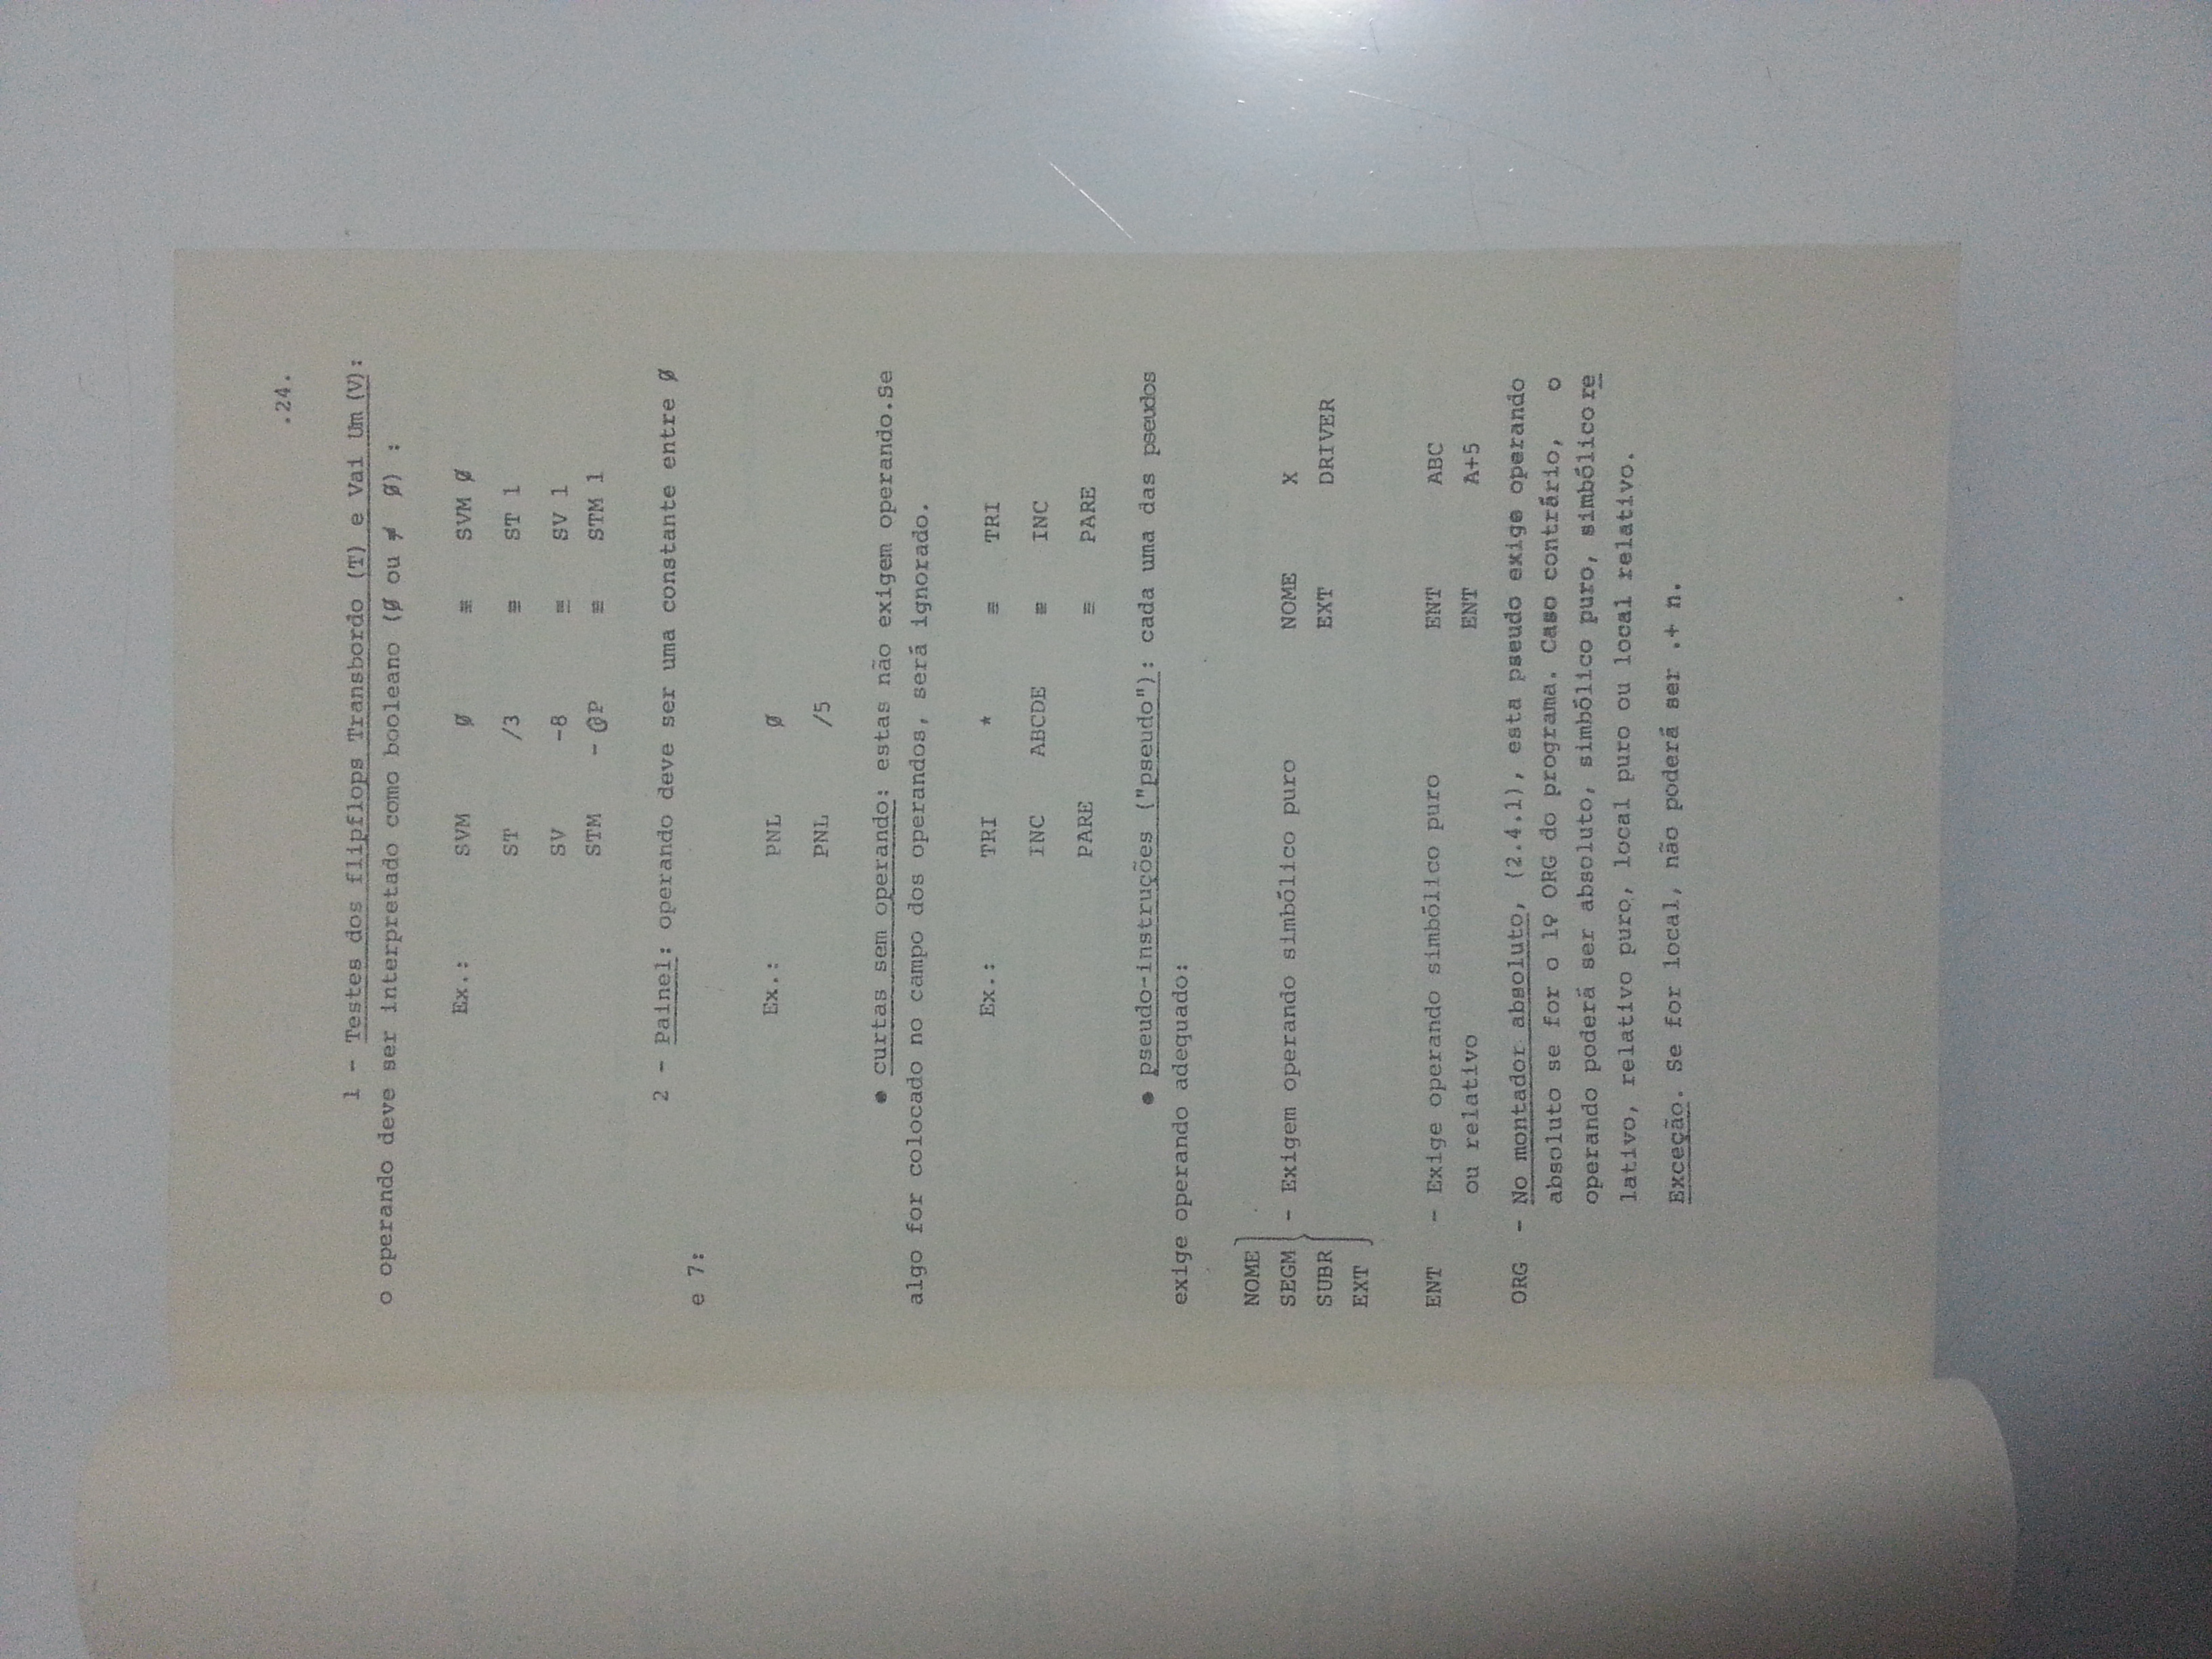 .24.
1 - Testes dos flipflops Transbordo (T) e Vai Um (V):
o operando deve ser interpretado como booleano (Ø ou ≠ Ø) :
Ex.: SVM Ø ≡ SVM Ø
ST /3 ≡ ST 1
SV -8 ≡ SV 1
STM - @P ≡ STM 1
2 - Painel: operando deve ser uma constante entre Ø
e 7:
Ex.: PNL Ø
PNL /5
● curtas sem operando: estas não exigem operando.Se
algo for colocado no campo dos operandos, será ignorado.
Ex.: TRI * ≡ TRI
INC ABCDE ≡ INC
PARE ≡ PARE
● pseudo-instruções ("pseudo"): cada uma das pseudos
exige operando adequado:
NOME
SEGM - Exigem operando simbólico puro NOME X
SUBR EXT DRIVER
EXT
ENT - Exige operando simbólico puro ENT ABC
ou relativo ENT A+5
ORG - No montador absoluto, (2.4.1), esta pseudo exige operando
absoluto se for o 1º ORG do programa. Caso contrário, o
operando poderá ser absoluto, simbólico puro, simbólico re
lativo, relativo puro, local puro ou local relativo.
Exceção. Se for local, não poderá ser .+ n.